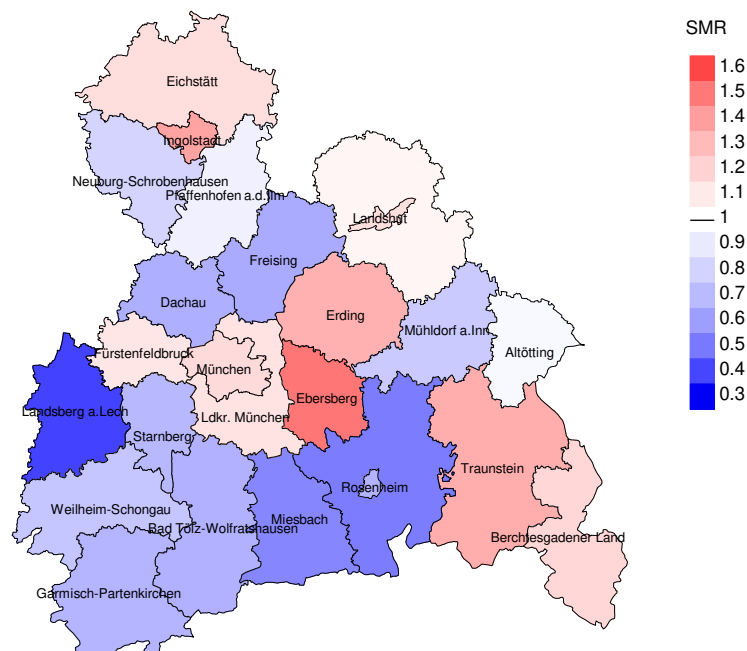 SMR
1.6
1.5
1.4
1.3
1.2
1.1
1
0.9
0.8
0.7
0.6
0.5
0.4
0.3
Eichstätt
Ingolstadt
Neuburg-Schrobenhausen
Pfaffenhofen a.d.Ilm
Landshut
Freising
Dachau
Erding
Mühldorf a.Inn
Altötting
Fürstenfeldbruck
München
Ebersberg
Landsberg a.Lech
Ldkr. München
Starnberg
Traunstein
Rosenheim
Weilheim-Schongau
Miesbach
Bad Tölz-Wolfratshausen
Berchtesgadener Land
Garmisch-Partenkirchen